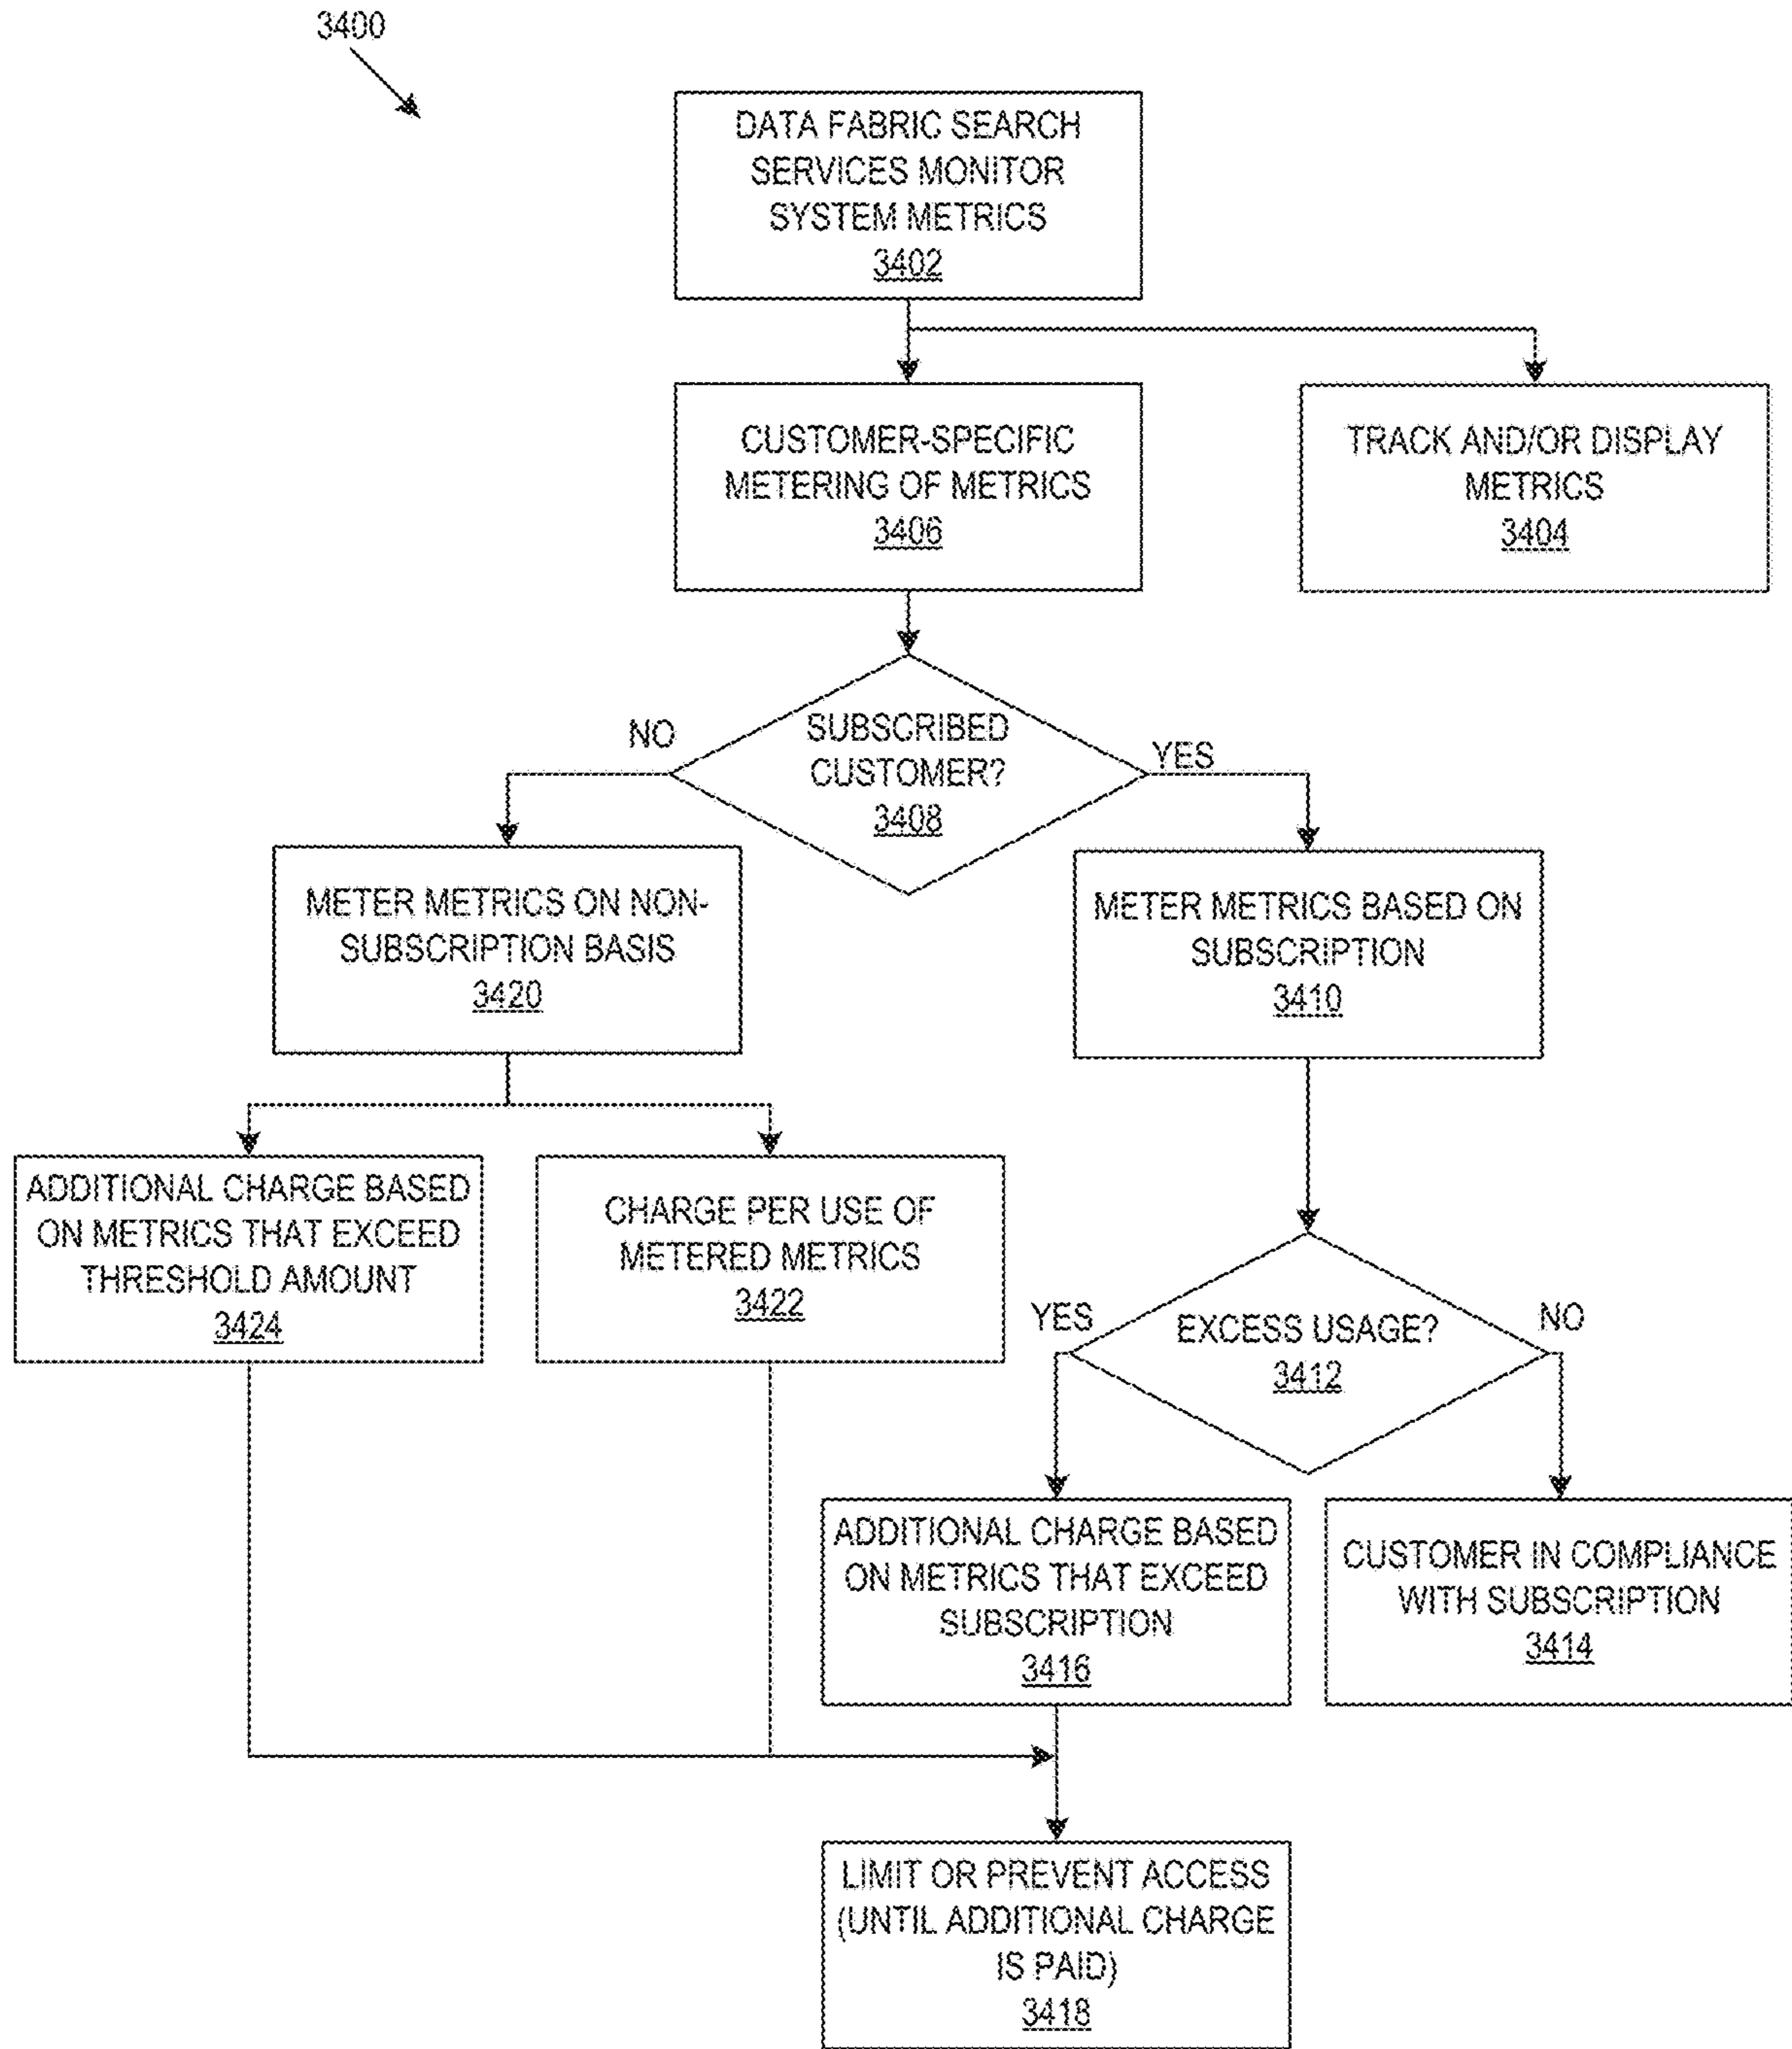 3400
DATA FABRIC SEARCH
SERVICES MONITOR
SYSTEM METRICS
3402
CUSTOMER-SPECIFIC
METERING OF METRICS
3406
TRACK AND/OR DISPLAY
METRICS
3404
SUBSCRIBED
CUSTOMER?
3408
NO
YES
METER METRICS ON NON-
SUBSCRIPTION BASIS
3420
METER METRICS BASED ON
SUBSCRIPTION
3410
ADDITIONAL CHARGE BASED
ON METRICS THAT EXCEED
THRESHOLD AMOUNT
3424
CHARGE PER USE OF
METERED METRICS
3422
YES
EXCESS USAGE?
3412
NO
ADDITIONAL CHARGE BASED
ON METRICS THAT EXCEED
SUBSCRIPTION
3416
CUSTOMER IN COMPLIANCE
WITH SUBSCRIPTION
3414
LIMIT OR PREVENT ACCESS
(UNTIL ADDITIONAL CHARGE
IS PAID)
3418